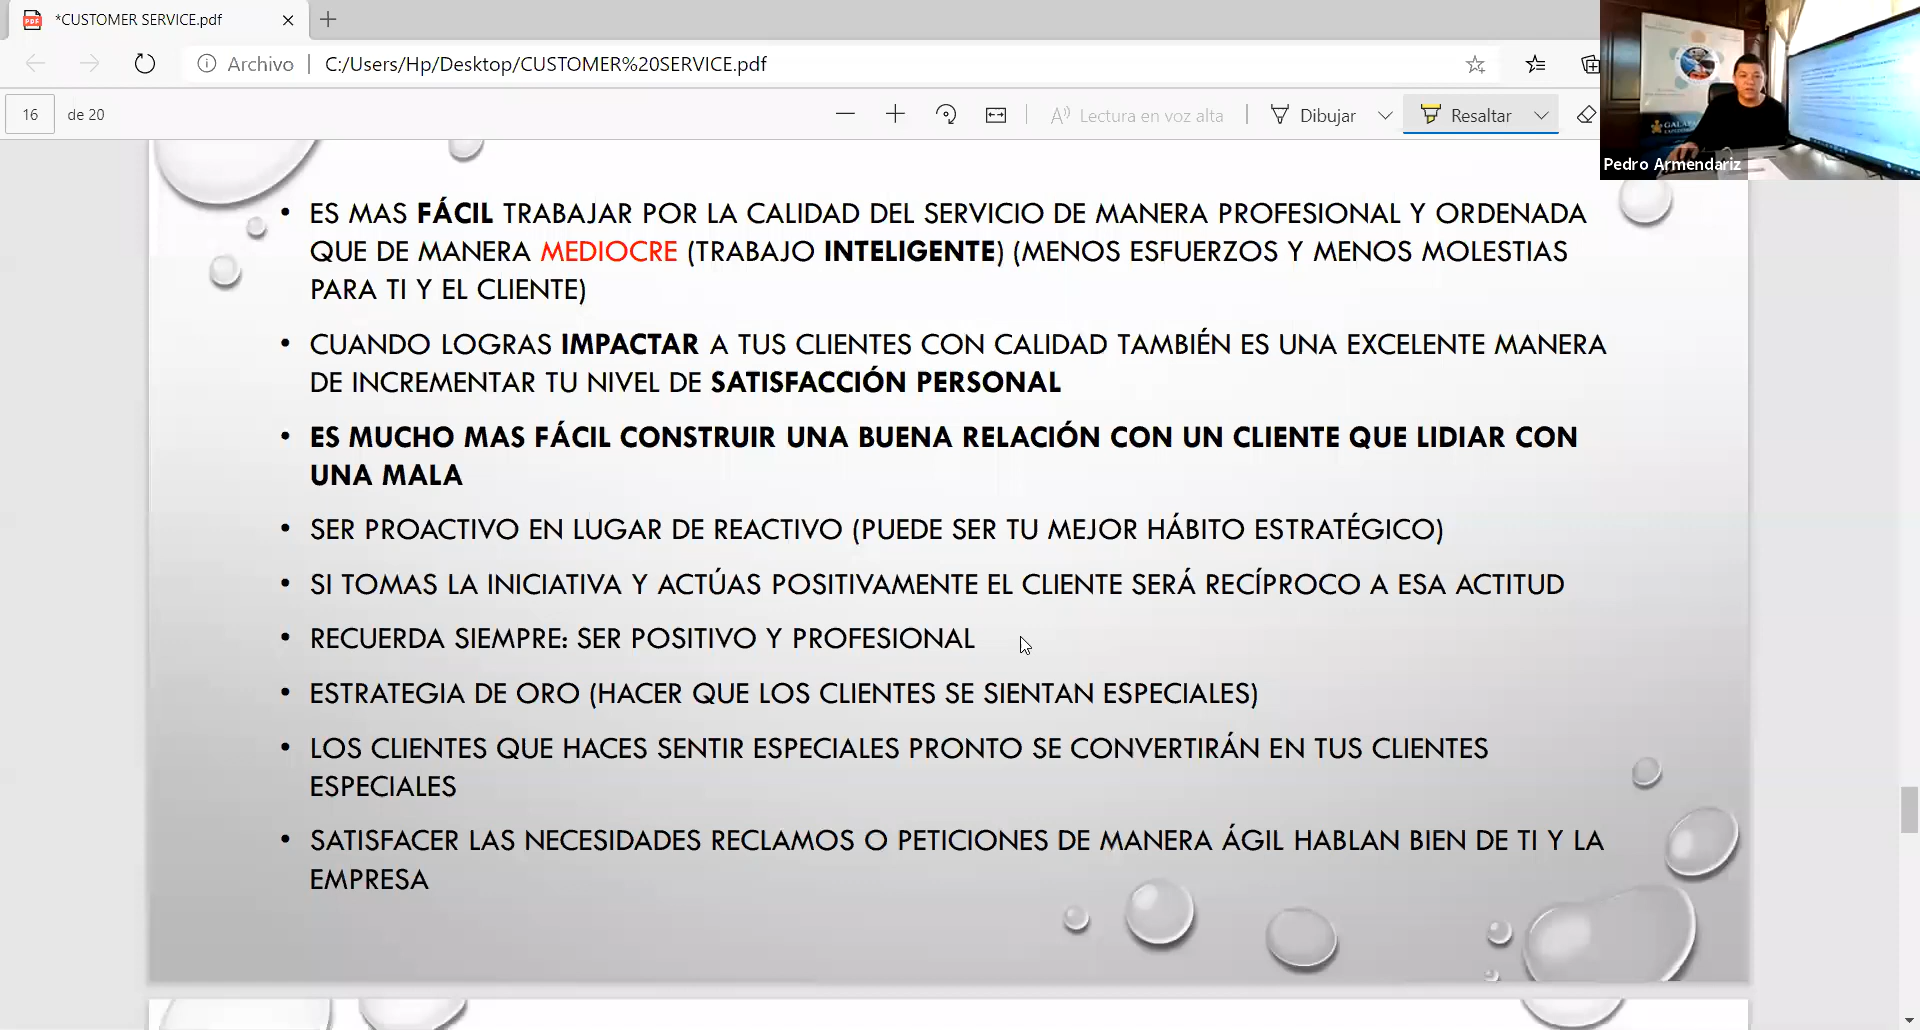 *CUSTOMER SERVICE.pdf
Archivo | C:/Users/Hp/Desktop/CUSTOMER%20SERVICE.pdf
16 de 20
Lectura en voz alta
Dibujar
Resaltar
Pedro Armendariz
• ES MAS FÁCIL TRABAJAR POR LA CALIDAD DEL SERVICIO DE MANERA PROFESIONAL Y ORDENADA
QUE DE MANERA MEDIOCRE (TRABAJO INTELIGENTE) (MENOS ESFUERZOS Y MENOS MOLESTIAS
PARA TI Y EL CLIENTE)
• CUANDO LOGRAS IMPACTAR A TUS CLIENTES CON CALIDAD TAMBIÉN ES UNA EXCELENTE MANERA
DE INCREMENTAR TU NIVEL DE SATISFACCIÓN PERSONAL
• ES MUCHO MAS FÁCIL CONSTRUIR UNA BUENA RELACIÓN CON UN CLIENTE QUE LIDIAR CON
UNA MALA
• SER PROACTIVO EN LUGAR DE REACTIVO (PUEDE SER TU MEJOR HÁBITO ESTRATÉGICO)
• SI TOMAS LA INICIATIVA Y ACTÚAS POSITIVAMENTE EL CLIENTE SERÁ RECÍPROCO A ESA ACTITUD
• RECUERDA SIEMPRE: SER POSITIVO Y PROFESIONAL
• ESTRATEGIA DE ORO (HACER QUE LOS CLIENTES SE SIENTAN ESPECIALES)
• LOS CLIENTES QUE HACES SENTIR ESPECIALES PRONTO SE CONVERTIRÁN EN TUS CLIENTES
ESPECIALES
• SATISFACER LAS NECESIDADES RECLAMOS O PETICIONES DE MANERA ÁGIL HABLAN BIEN DE TI Y LA
EMPRESA